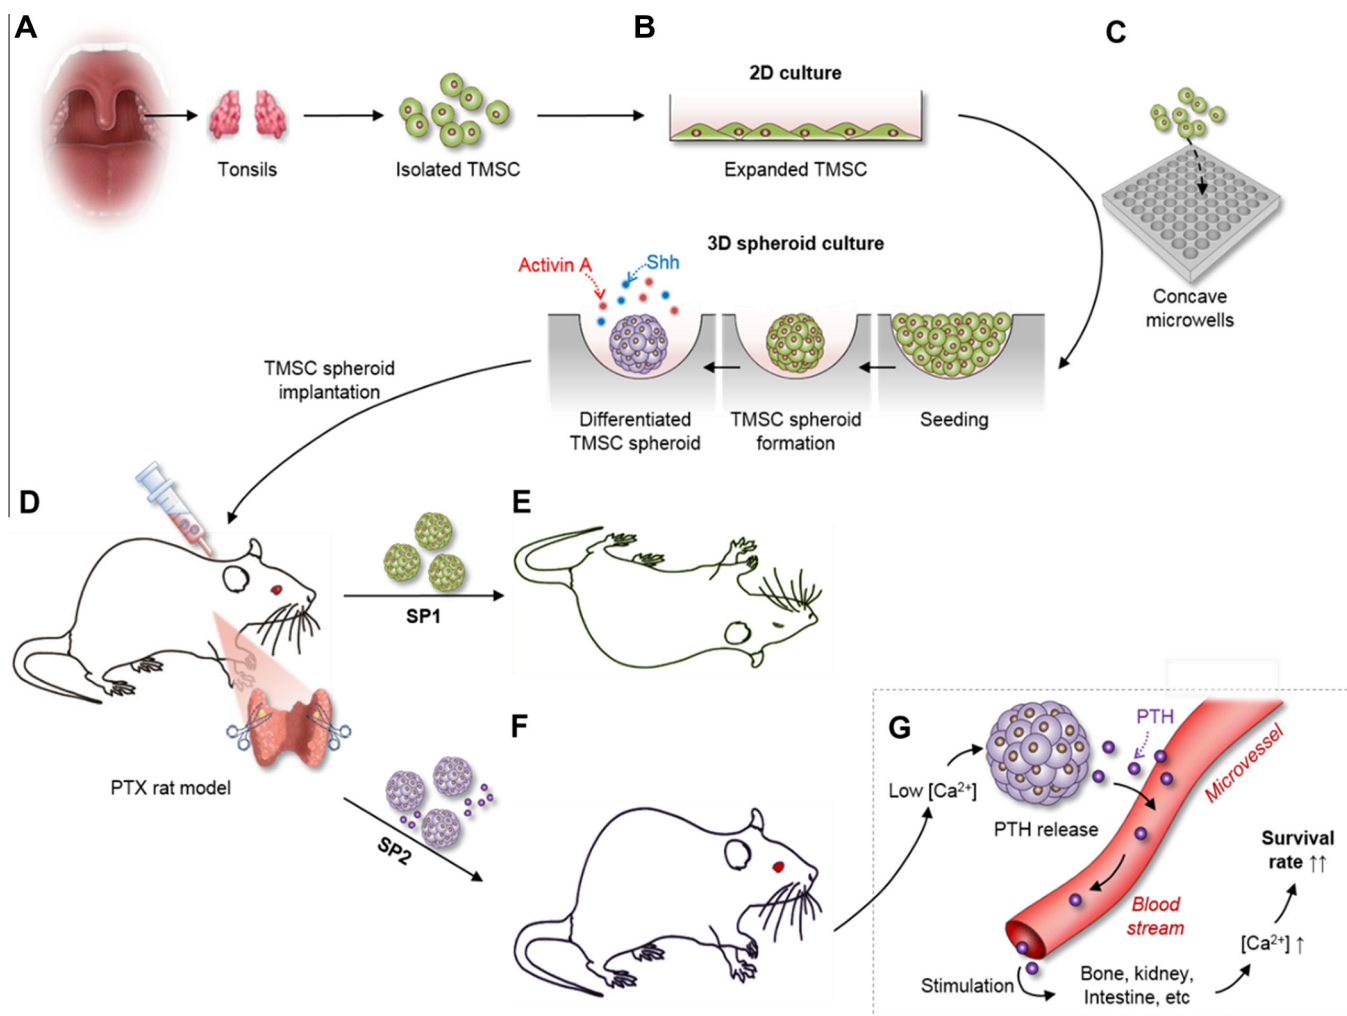 A
B
C
2D culture
Tonsils
Isolated TMSC
Expanded TMSC
3D spheroid culture
Activin A
Shh
Concave
microwells
TMSC spheroid
implantation
Differentiated
TMSC spheroid
TMSC spheroid
formation
Seeding
D
E
SP1
PTX rat model
SP2
F
G
PTH
Microvessel
Low [Ca²⁺]
PTH release
Survival
rate ↑↑
Blood
stream
[Ca²⁺] ↑
Stimulation
Bone, kidney,
Intestine, etc